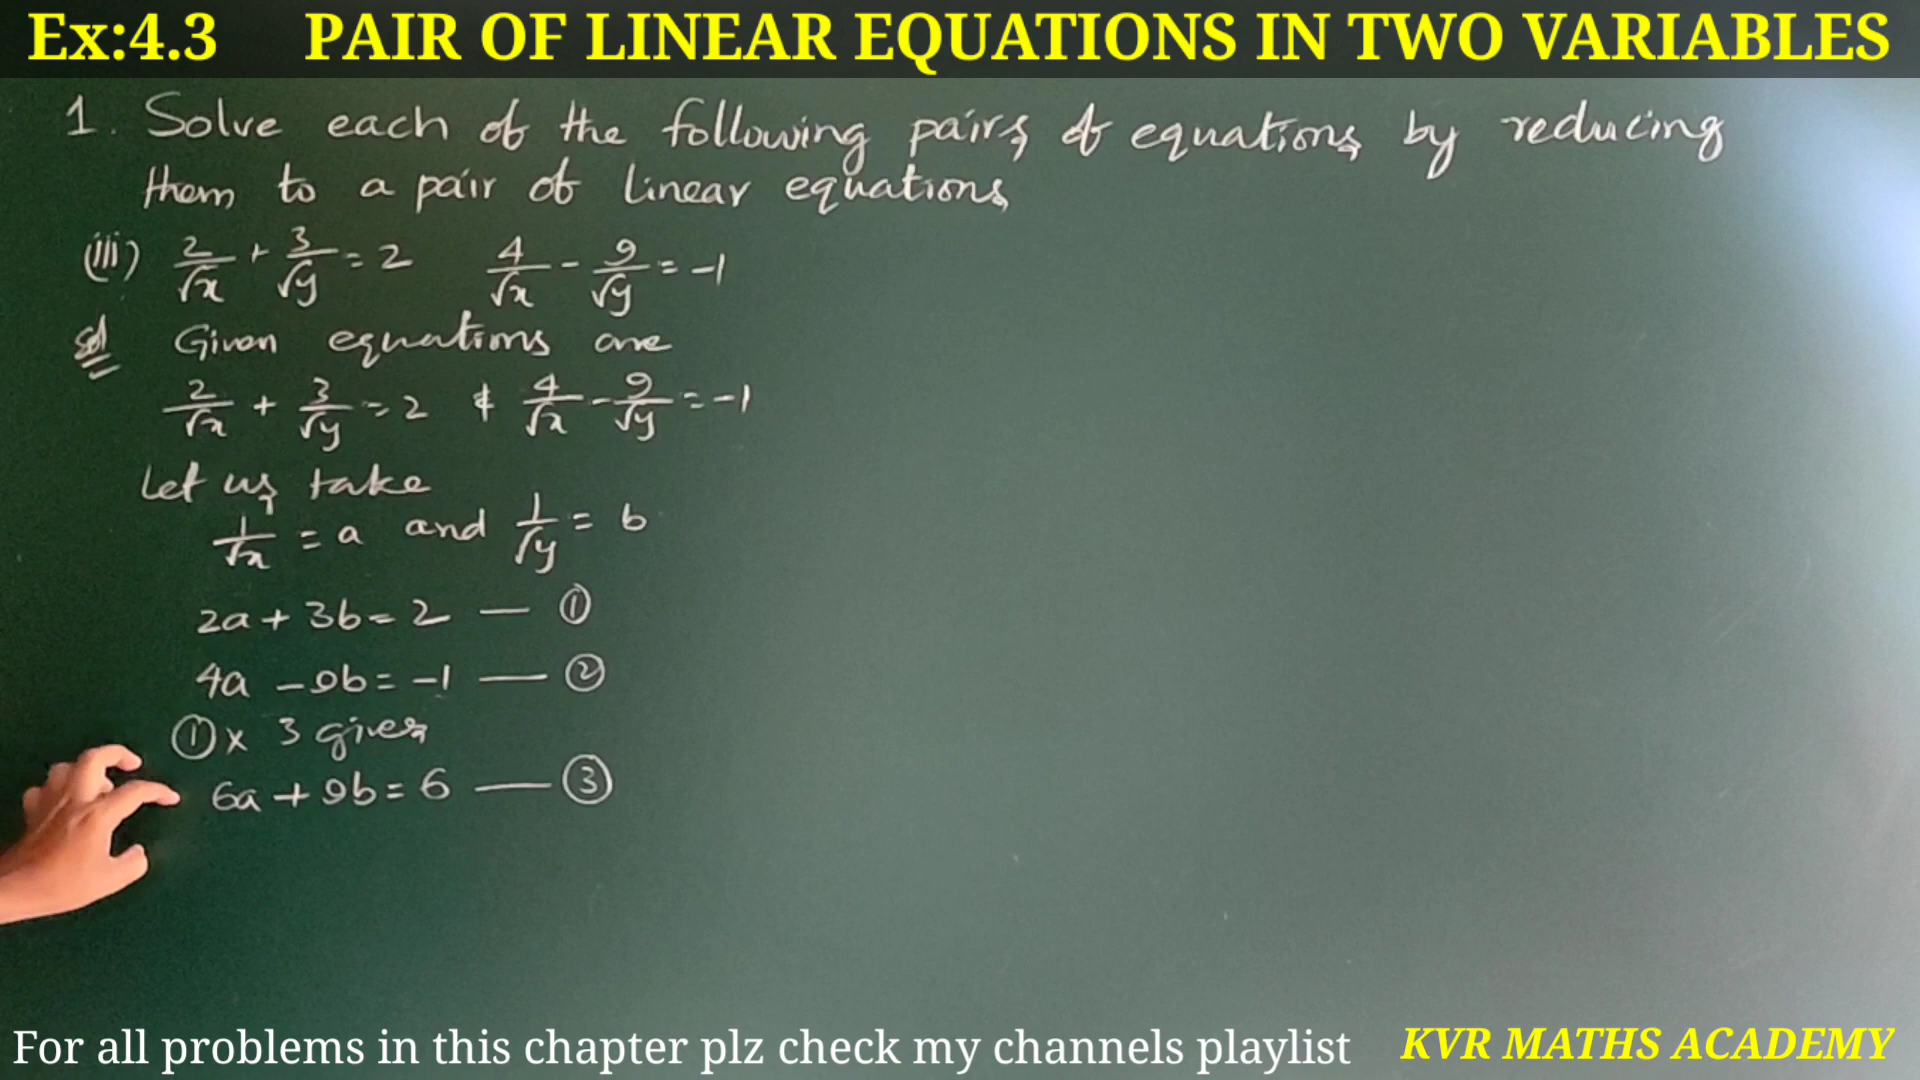 Ex:4.3 PAIR OF LINEAR EQUATIONS IN TWO VARIABLES
1. Solve each of the following pairs of equations by reducing
them to a pair of linear equations
(iii) 2/√x + 3/√y = 2 4/√x - 9/√y = -1
sol Given equations are
2/√x + 3/√y = 2 & 4/√x - 9/√y = -1
Let us take
1/√x = a and 1/√y = b
2a + 3b = 2 — ①
4a - 9b = -1 — ②
① × 3 gives
6a + 9b = 6 — ③
For all problems in this chapter plz check my channels playlist KVR MATHS ACADEMY